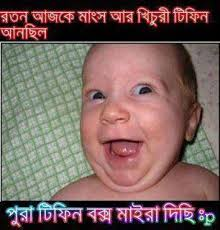 রতন আজকে মাংস আর খিচুরী টিফিন
আনছিল
পুরা টিফিন বক্স মাইরা দিছি :p